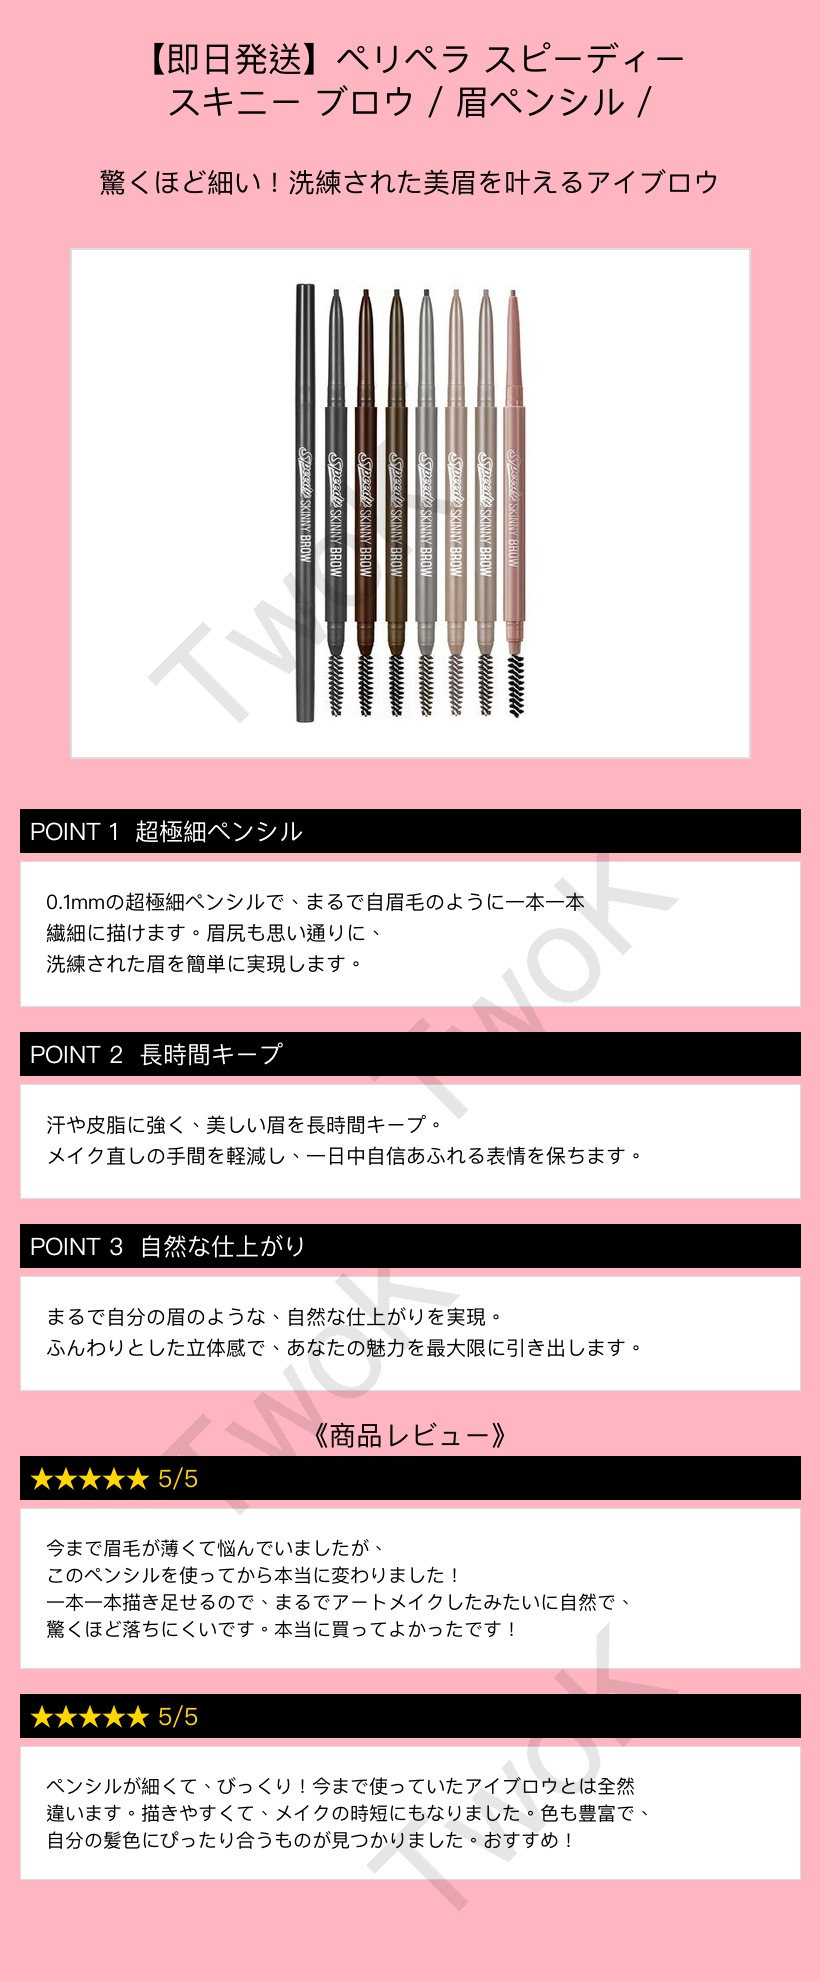 【即日発送】ペリペラ スピーディー
スキニー ブロウ / 眉ペンシル /
驚くほど細い！洗練された美眉を叶えるアイブロウ
Speedy SKINNY BROW
Speedy SKINNY BROW
Speedy SKINNY BROW
Speedy SKINNY BROW
Speedy SKINNY BROW
Speedy SKINNY BROW
Speedy SKINNY BROW
Speedy SKINNY BROW
TwoK
POINT 1 超極細ペンシル
0.1mmの超極細ペンシルで、まるで自眉毛のように一本一本
繊細に描けます。眉尻も思い通りに、
洗練された眉を簡単に実現します。
TwoK
POINT 2 長時間キープ
汗や皮脂に強く、美しい眉を長時間キープ。
メイク直しの手間を軽減し、一日中自信あふれる表情を保ちます。
POINT 3 自然な仕上がり
まるで自分の眉のような、自然な仕上がりを実現。
ふんわりとした立体感で、あなたの魅力を最大限に引き出します。
TwoK
《商品レビュー》
★★★★★ 5/5
今まで眉毛が薄くて悩んでいましたが、
このペンシルを使ってから本当に変わりました！
一本一本描き足せるので、まるでアートメイクしたみたいに自然で、
驚くほど落ちにくいです。本当に買ってよかったです！
★★★★★ 5/5
ペンシルが細くて、びっくり！今まで使っていたアイブロウとは全然
違います。描きやすくて、メイクの時短にもなりました。色も豊富で、
自分の髪色にぴったり合うものが見つかりました。おすすめ！
TwoK